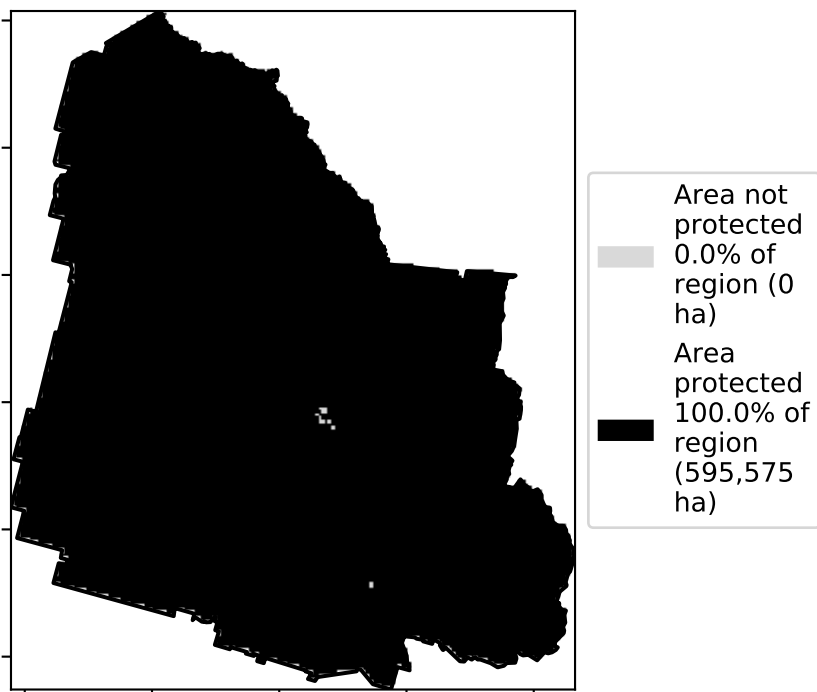 Area not
protected
0.0% of
region (0
ha)
Area
protected
100.0% of
region
(595,575
ha)